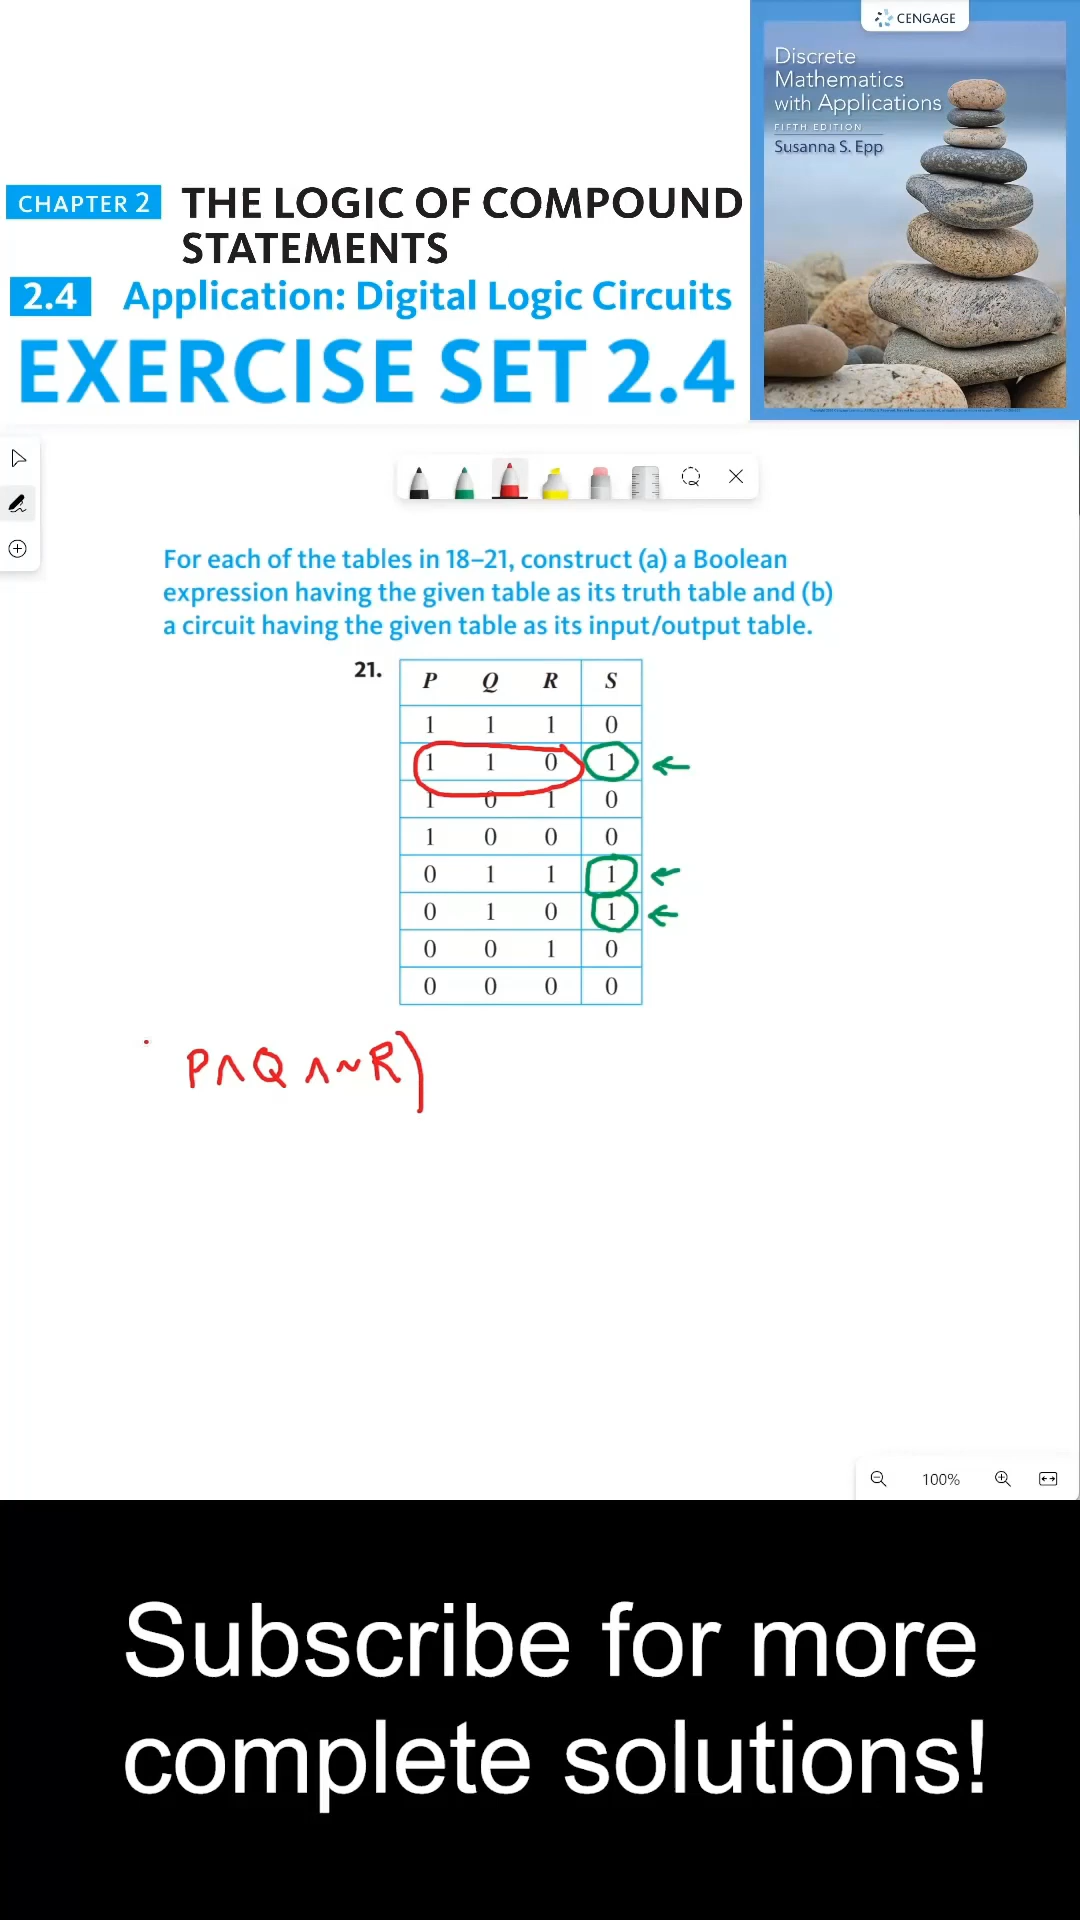 CENGAGE
Discrete
Mathematics
with Applications
FIFTH EDITION
Susanna S. Epp
CHAPTER 2 THE LOGIC OF COMPOUND
STATEMENTS
2.4 Application: Digital Logic Circuits
EXERCISE SET 2.4
For each of the tables in 18–21, construct (a) a Boolean
expression having the given table as its truth table and (b)
a circuit having the given table as its input/output table.
21. P Q R S
1 1 1 0
1 1 0 1 ←
1 0 1 0
1 0 0 0
0 1 1 1 ←
0 1 0 1 ←
0 0 1 0
0 0 0 0
P∧Q ∧~R)
100%
Subscribe for more
complete solutions!